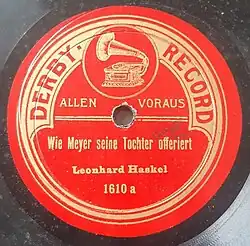 DERBY-RECORD
ALLEN VORAUS
Wie Meyer seine Tochter offeriert
Leonhard Haskel
1610 a